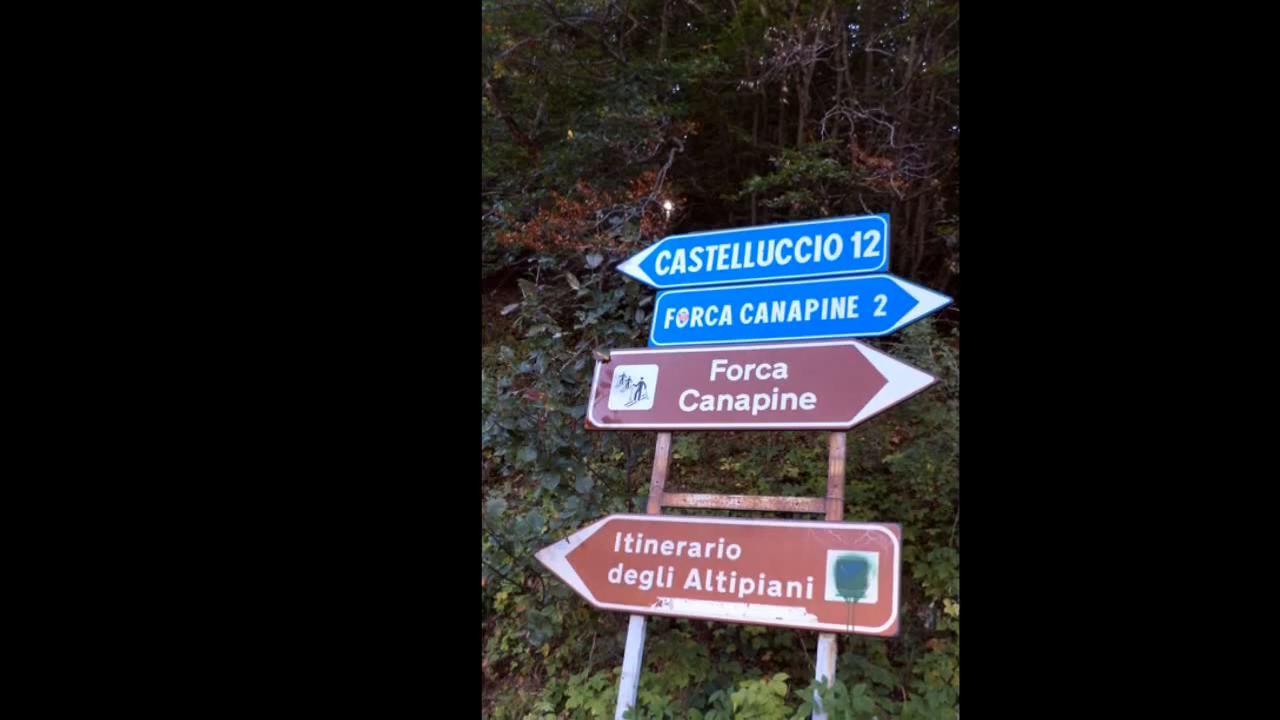 CASTELLUCCIO 12
FORCA CANAPINE 2
Forca
Canapine
Itinerario
degli Altipiani